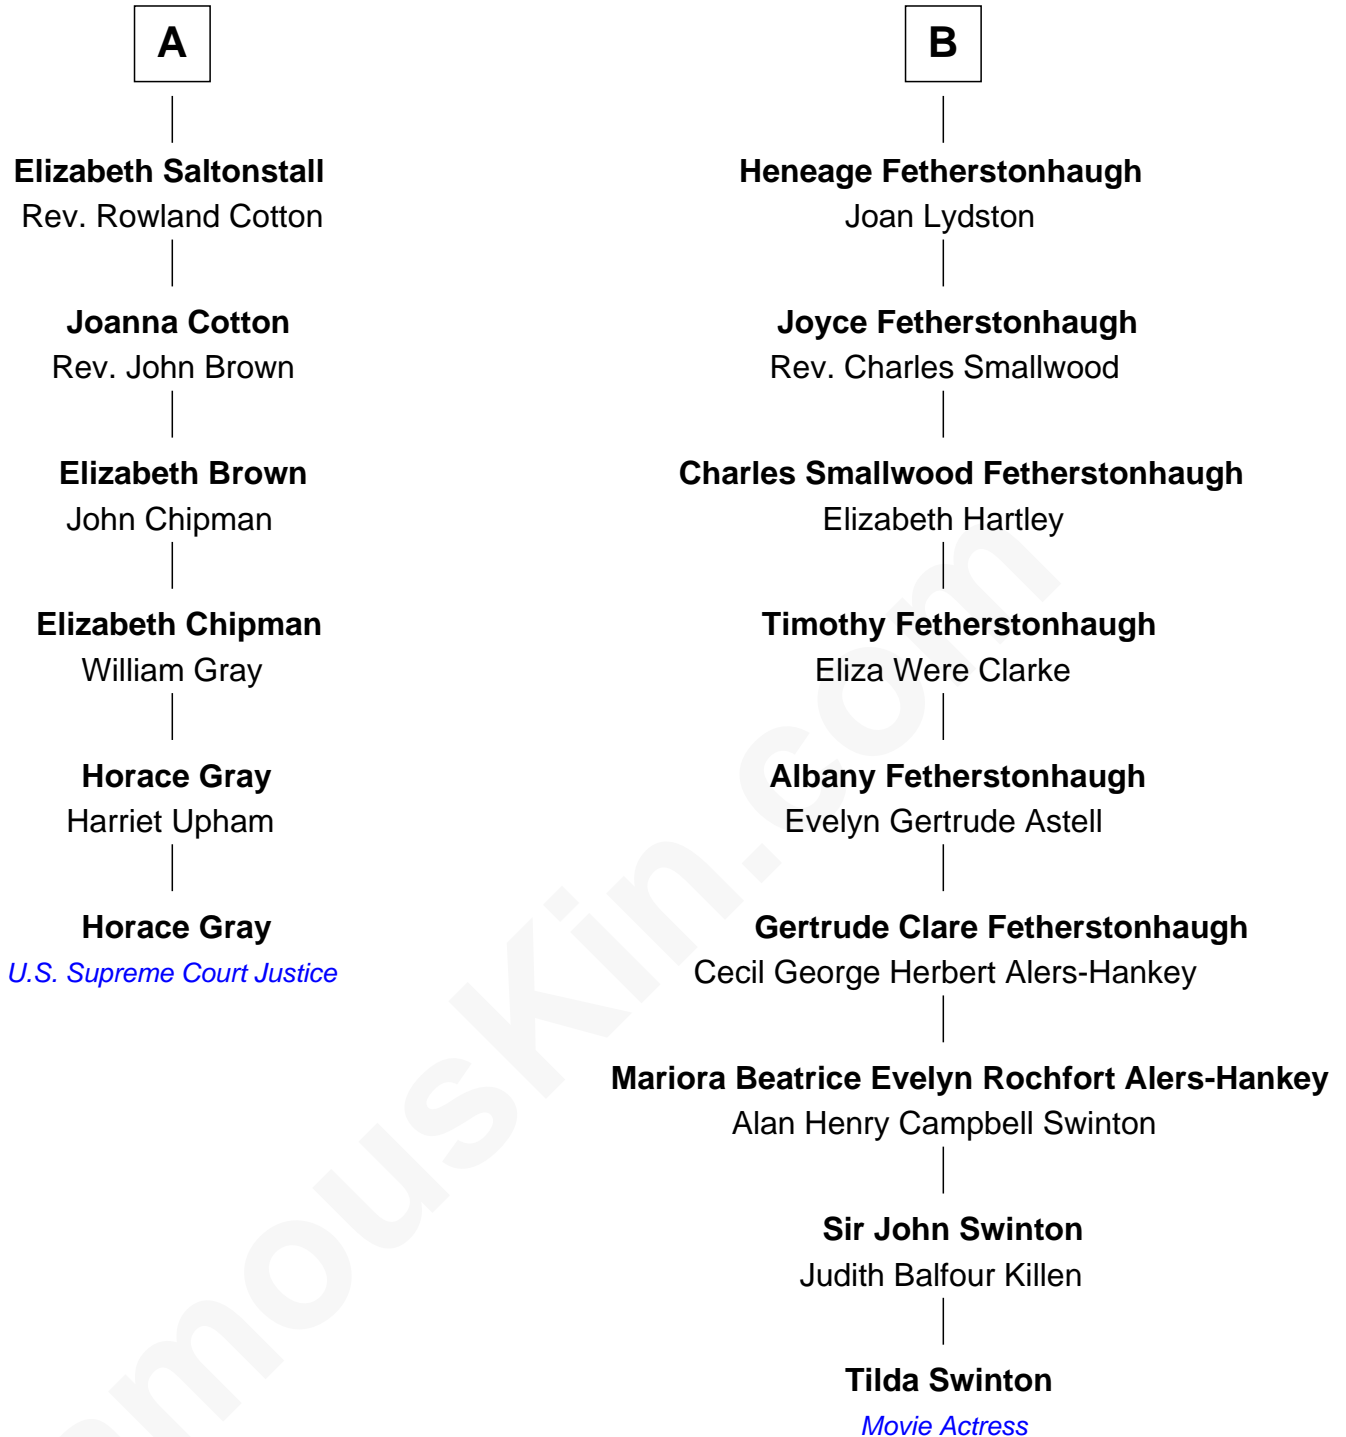 A
Elizabeth Saltonstall
Rev. Rowland Cotton
Joanna Cotton
Rev. John Brown
Elizabeth Brown
John Chipman
Elizabeth Chipman
William Gray
Horace Gray
Harriet Upham
Horace Gray
U.S. Supreme Court Justice
B
Heneage Fetherstonhaugh
Joan Lydston
Joyce Fetherstonhaugh
Rev. Charles Smallwood
Charles Smallwood Fetherstonhaugh
Elizabeth Hartley
Timothy Fetherstonhaugh
Eliza Were Clarke
Albany Fetherstonhaugh
Evelyn Gertrude Astell
Gertrude Clare Fetherstonhaugh
Cecil George Herbert Alers-Hankey
Mariora Beatrice Evelyn Rochfort Alers-Hankey
Alan Henry Campbell Swinton
Sir John Swinton
Judith Balfour Killen
Tilda Swinton
Movie Actress
amouskin.com